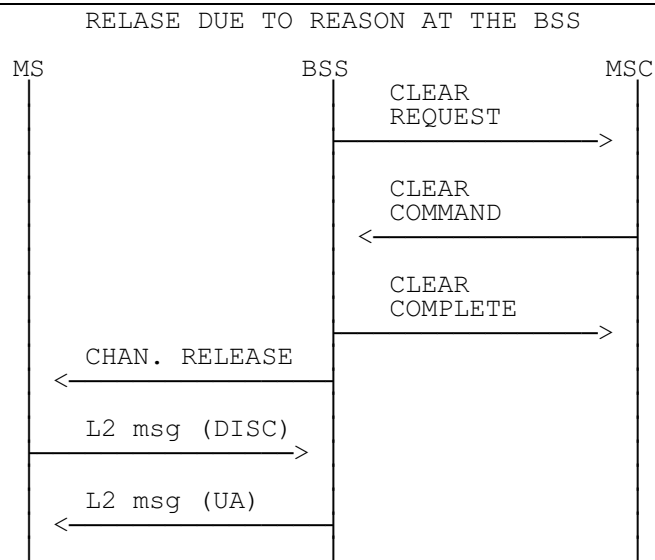 RELASE DUE TO REASON AT THE BSS
MS BSS MSC
CLEAR
REQUEST
CLEAR
COMMAND
CLEAR
COMPLETE
CHAN. RELEASE
L2 msg (DISC)
L2 msg (UA)